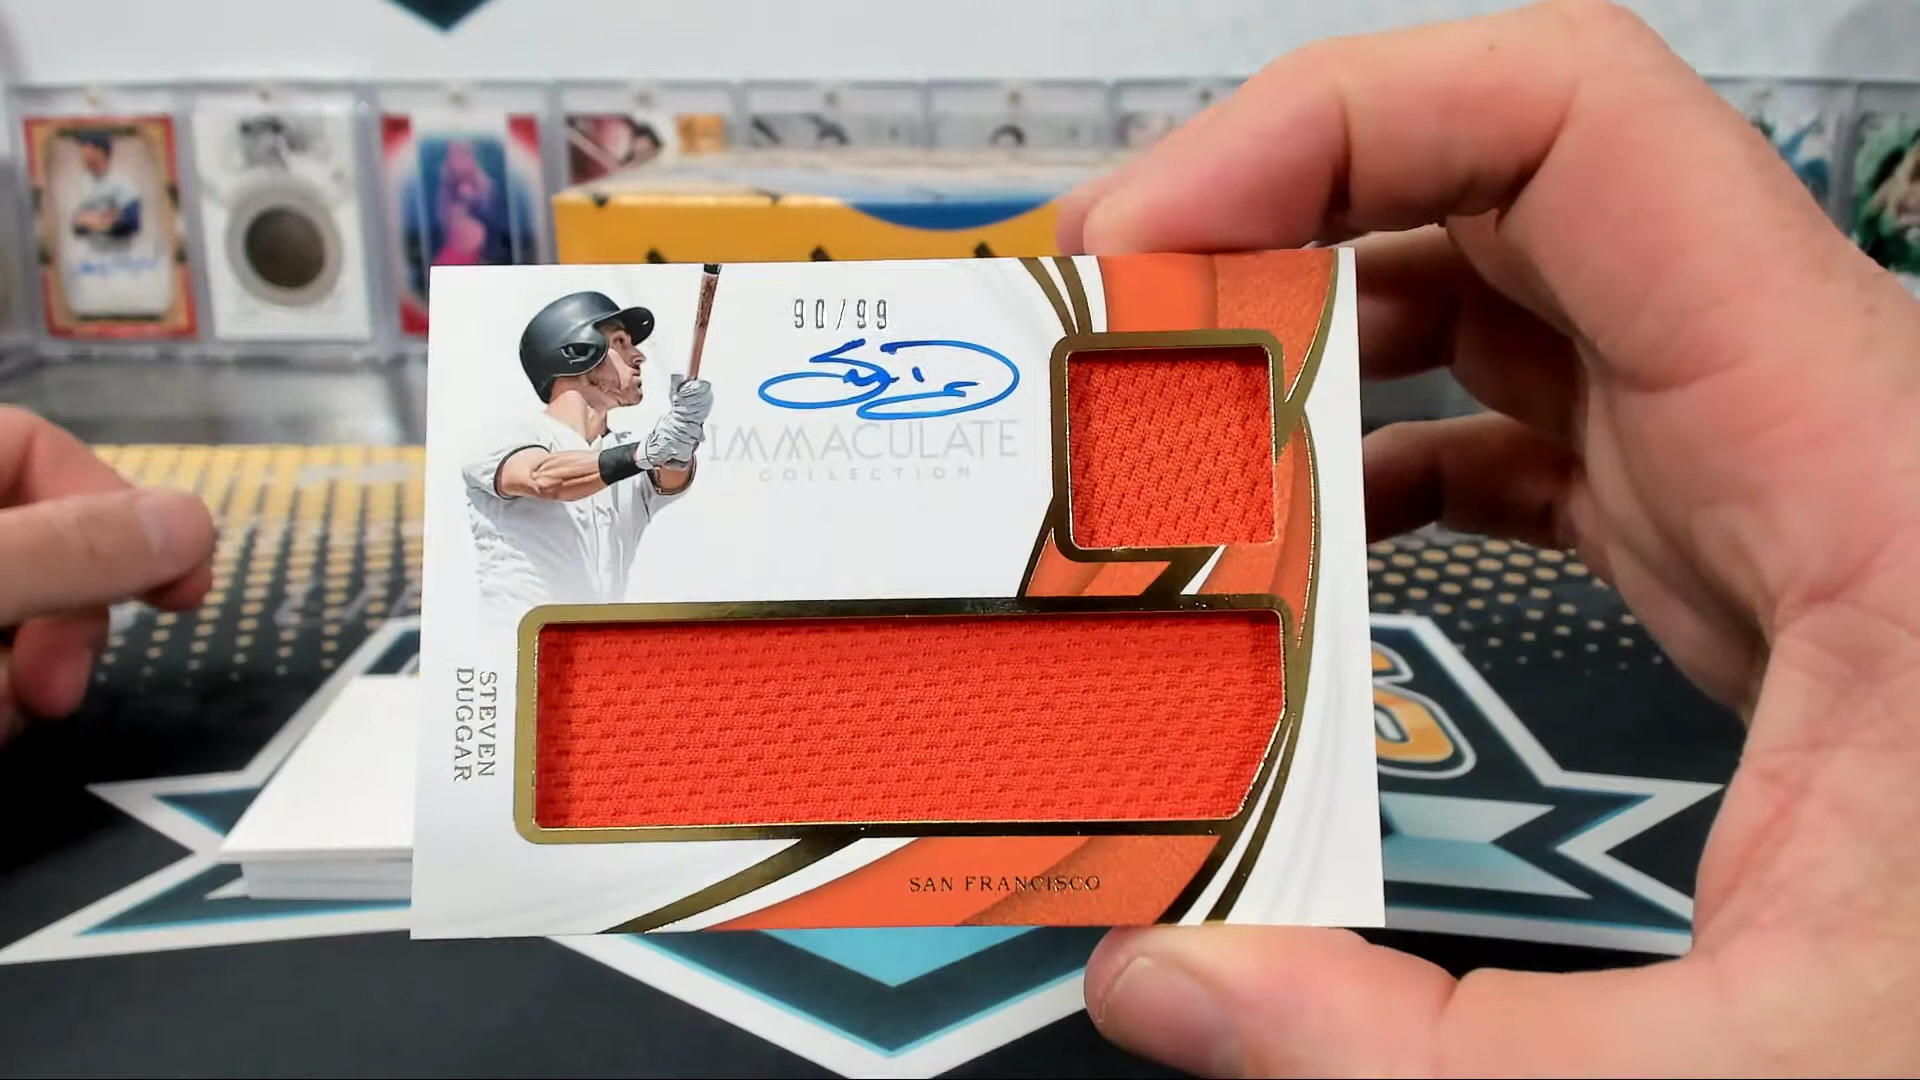 90/99
IMMACULATE
COLLECTION
STEVEN
DUGGAR
SAN FRANCISCO